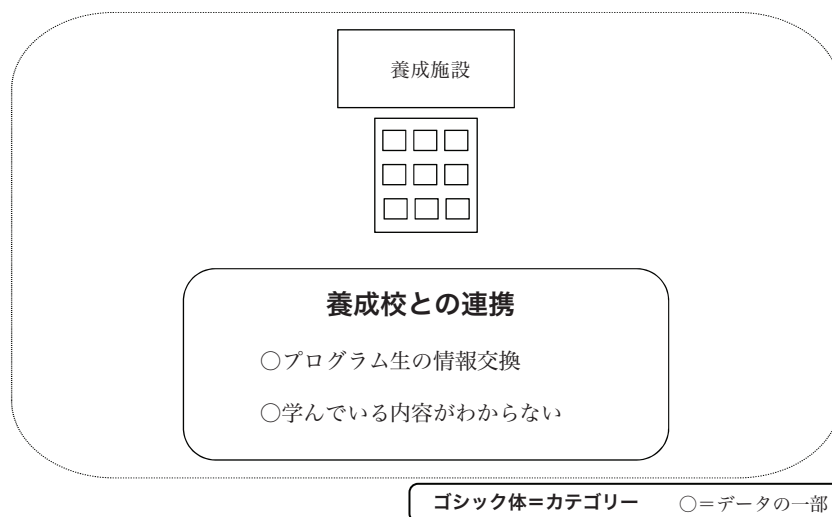 養成施設
養成校との連携
○プログラム生の情報交換
○学んでいる内容がわからない
ゴシック体＝カテゴリー　○＝データの一部